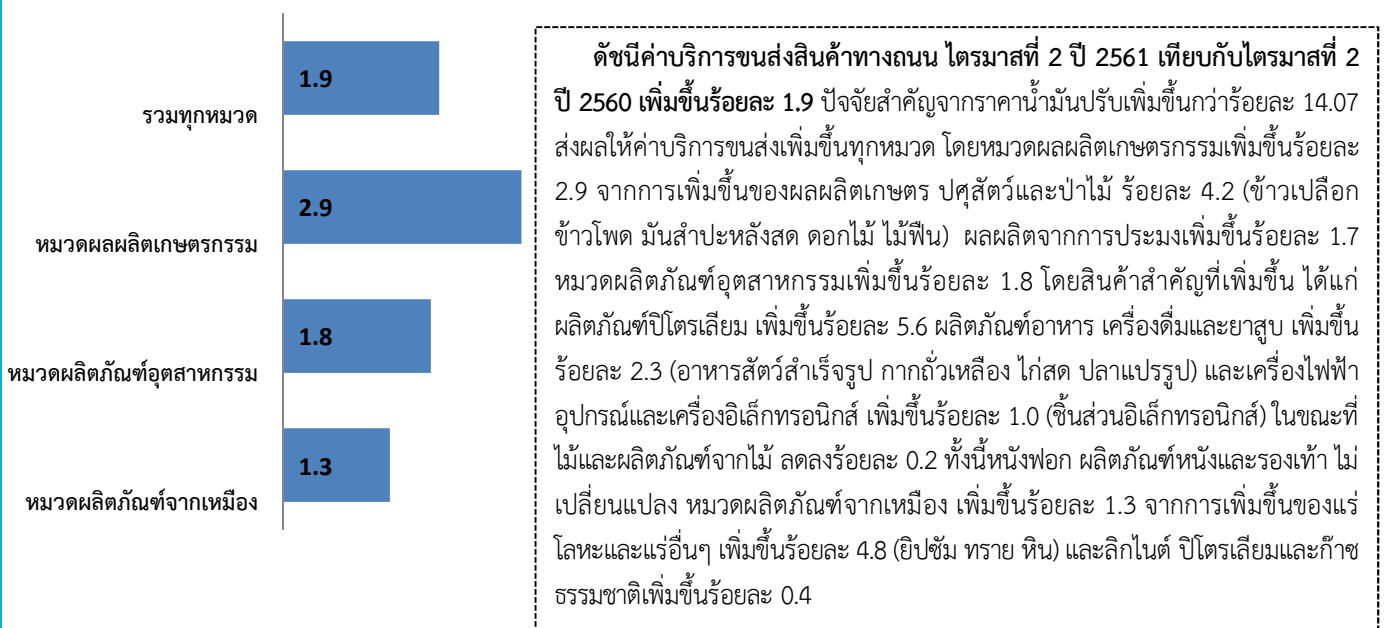 1.9
รวมทุกหมวด
2.9
หมวดผลผลิตเกษตรกรรม
1.8
หมวดผลิตภัณฑ์อุตสาหกรรม
1.3
หมวดผลิตภัณฑ์จากเหมือง
ดัชนีค่าบริการขนส่งสินค้าทางถนน ไตรมาสที่ 2 ปี 2561 เทียบกับไตรมาสที่ 2
ปี 2560 เพิ่มขึ้นร้อยละ 1.9 ปัจจัยสำคัญจากราคาน้ำมันปรับเพิ่มขึ้นกว่าร้อยละ 14.07
ส่งผลให้ค่าบริการขนส่งเพิ่มขึ้นทุกหมวด โดยหมวดผลผลิตเกษตรกรรมเพิ่มขึ้นร้อยละ
2.9 จากการเพิ่มขึ้นของผลผลิตเกษตร ปศุสัตว์และป่าไม้ ร้อยละ 4.2 (ข้าวเปลือก
ข้าวโพด มันสำปะหลังสด ดอกไม้ ไม้ฟืน) ผลผลิตจากการประมงเพิ่มขึ้นร้อยละ 1.7
หมวดผลิตภัณฑ์อุตสาหกรรมเพิ่มขึ้นร้อยละ 1.8 โดยสินค้าสำคัญที่เพิ่มขึ้น ได้แก่
ผลิตภัณฑ์ปิโตรเลียม เพิ่มขึ้นร้อยละ 5.6 ผลิตภัณฑ์อาหาร เครื่องดื่มและยาสูบ เพิ่มขึ้น
ร้อยละ 2.3 (อาหารสัตว์สำเร็จรูป กากถั่วเหลือง ไก่สด ปลาแปรรูป) และเครื่องไฟฟ้า
อุปกรณ์และเครื่องอิเล็กทรอนิกส์ เพิ่มขึ้นร้อยละ 1.0 (ชิ้นส่วนอิเล็กทรอนิกส์) ในขณะที่
ไม้และผลิตภัณฑ์จากไม้ ลดลงร้อยละ 0.2 ทั้งนี้หนังฟอก ผลิตภัณฑ์หนังและรองเท้า ไม่
เปลี่ยนแปลง หมวดผลิตภัณฑ์จากเหมือง เพิ่มขึ้นร้อยละ 1.3 จากการเพิ่มขึ้นของแร่
โลหะและแร่อื่นๆ เพิ่มขึ้นร้อยละ 4.8 (ยิปซัม ทราย หิน) และลิกไนต์ ปิโตรเลียมและก๊าซ
ธรรมชาติเพิ่มขึ้นร้อยละ 0.4